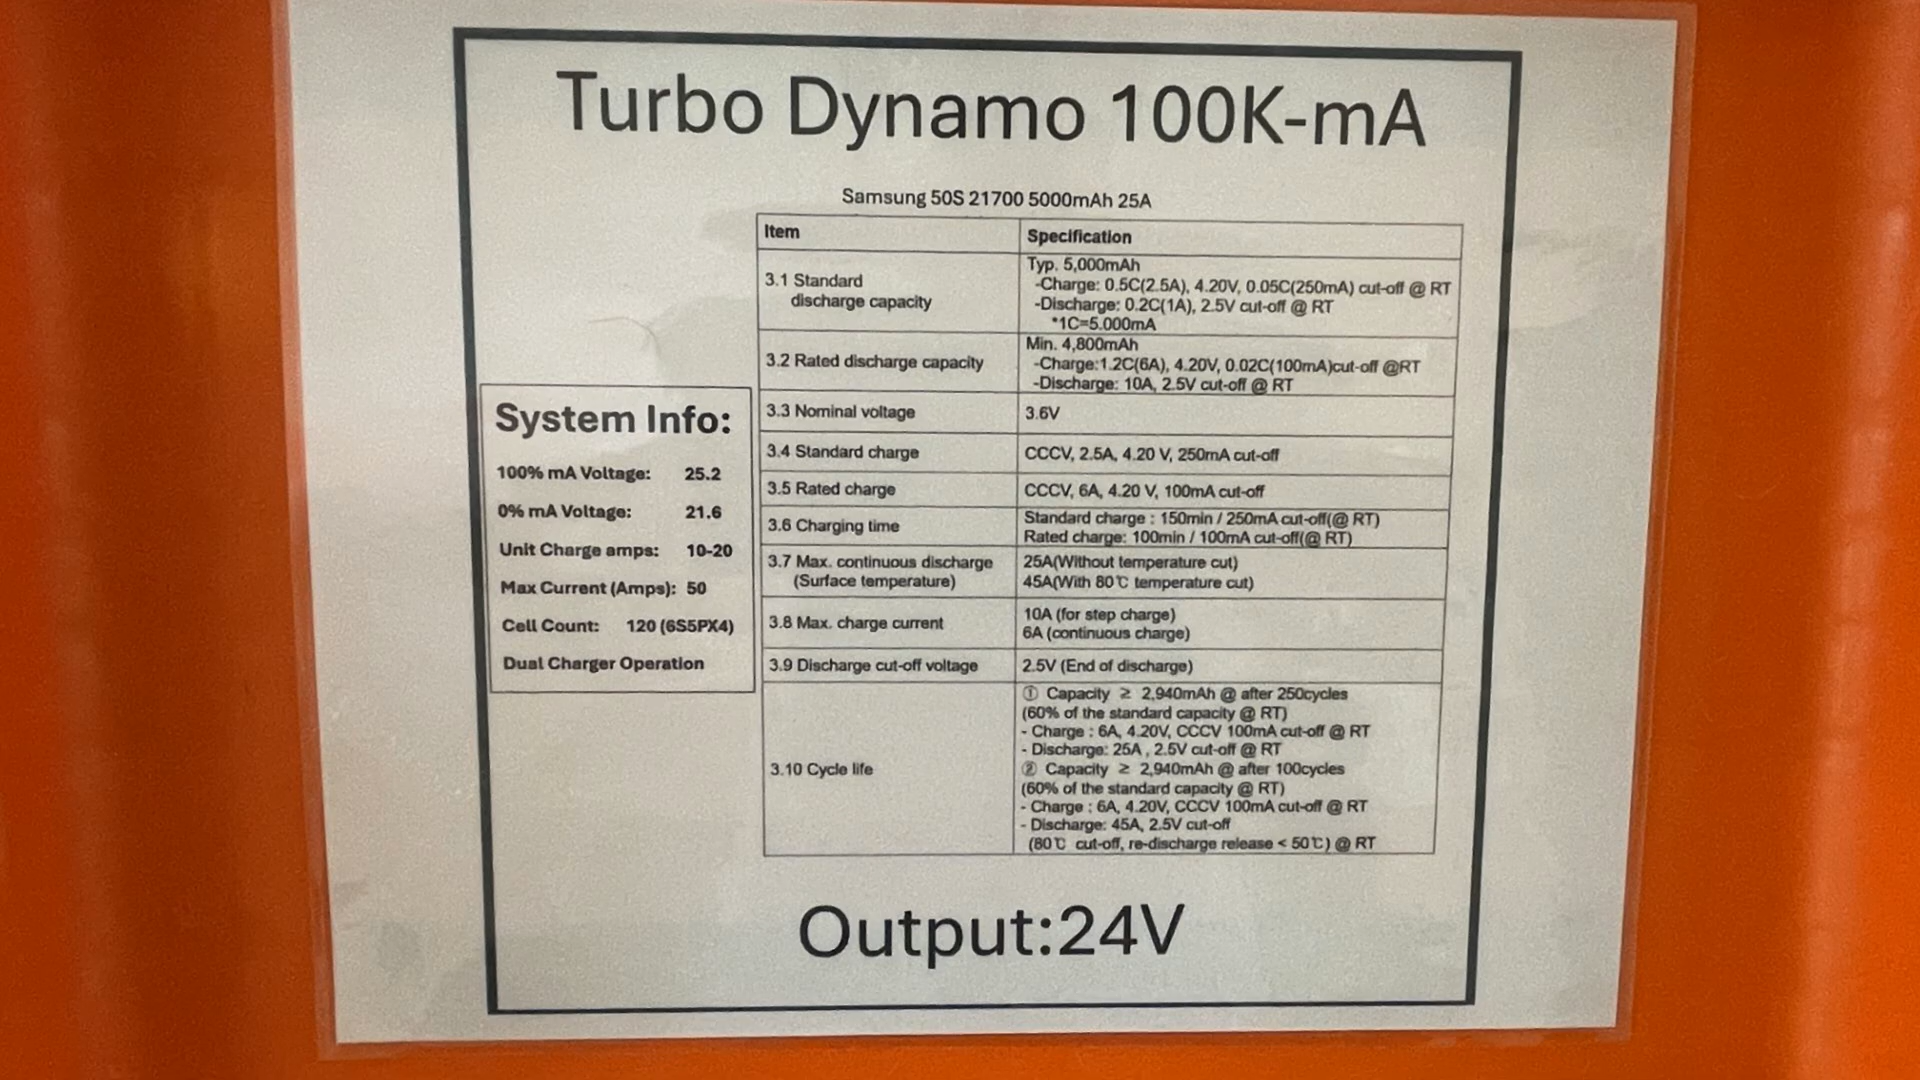 Turbo Dynamo 100K-mA
Samsung 50S 21700 5000mAh 25A
Item Specification
3.1 Standard discharge capacity
Typ. 5,000mAh
-Charge: 0.5C(2.5A), 4.20V, 0.05C(250mA) cut-off @ RT
-Discharge: 0.2C(1A), 2.5V cut-off @ RT
*1C=5.000mA
3.2 Rated discharge capacity
Min. 4,800mAh
-Charge:1.2C(6A), 4.20V, 0.02C(100mA)cut-off @RT
-Discharge: 10A, 2.5V cut-off @ RT
3.3 Nominal voltage 3.6V
3.4 Standard charge CCCV, 2.5A, 4.20 V, 250mA cut-off
3.5 Rated charge CCCV, 6A, 4.20 V, 100mA cut-off
3.6 Charging time
Standard charge : 150min / 250mA cut-off(@ RT)
Rated charge: 100min / 100mA cut-off(@ RT)
3.7 Max. continuous discharge
(Surface temperature)
25A(Without temperature cut)
45A(With 80℃ temperature cut)
3.8 Max. charge current
10A (for step charge)
6A (continuous charge)
3.9 Discharge cut-off voltage 2.5V (End of discharge)
3.10 Cycle life
① Capacity ≥ 2,940mAh @ after 250cycles
(60% of the standard capacity @ RT)
- Charge : 6A, 4.20V, CCCV 100mA cut-off @ RT
- Discharge: 25A , 2.5V cut-off @ RT
② Capacity ≥ 2,940mAh @ after 100cycles
(60% of the standard capacity @ RT)
- Charge : 6A, 4.20V, CCCV 100mA cut-off @ RT
- Discharge: 45A, 2.5V cut-off
(80℃ cut-off, re-discharge release < 50℃) @ RT
System Info:
100% mA Voltage: 25.2
0% mA Voltage: 21.6
Unit Charge amps: 10-20
Max Current (Amps): 50
Cell Count: 120 (6S5PX4)
Dual Charger Operation
Output:24V